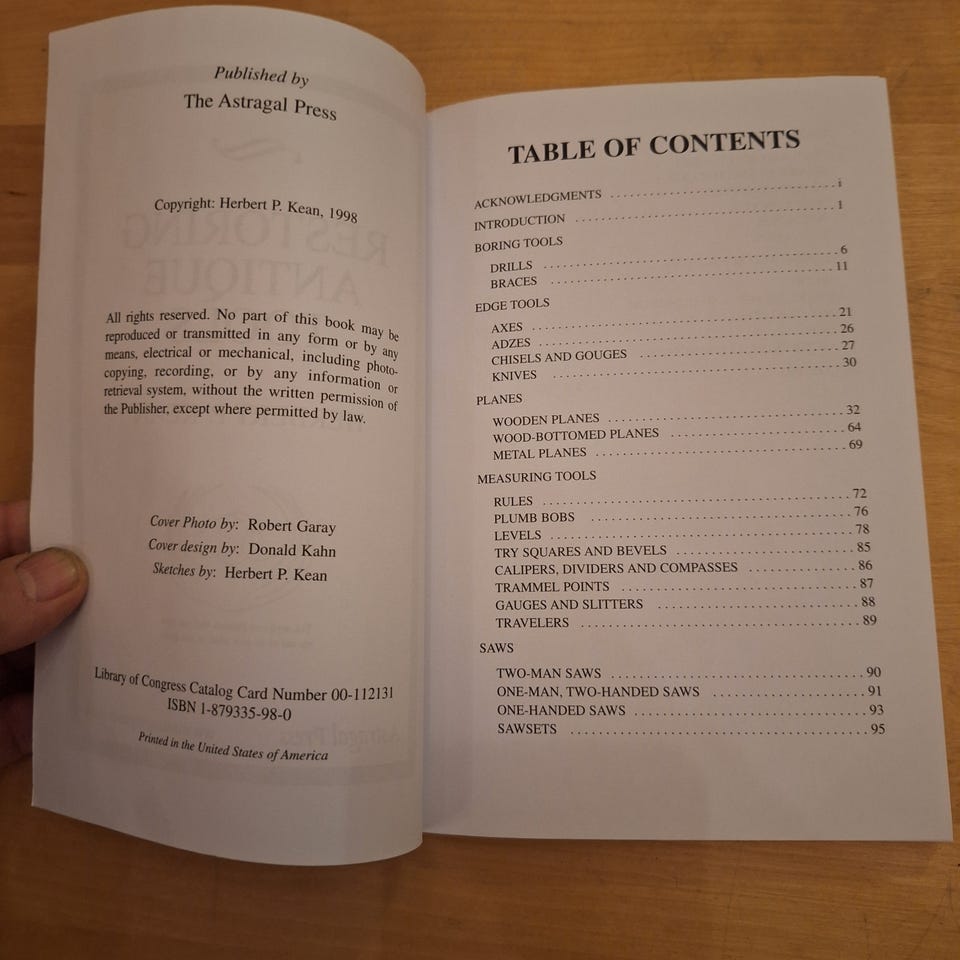 Published by
The Astragal Press
RESTORING
ANTIQUE
Copyright: Herbert P. Kean, 1998
All rights reserved. No part of this book may be
reproduced or transmitted in any form or by any
means, electrical or mechanical, including photo-
copying, recording, or by any information or
retrieval system, without the written permission of
the Publisher, except where permitted by law.
Cover Photo by: Robert Garay
Cover design by: Donald Kahn
Sketches by: Herbert P. Kean
Library of Congress Catalog Card Number 00-112131
ISBN 1-879335-98-0
Printed in the United States of America
TABLE OF CONTENTS
ACKNOWLEDGMENTS i
INTRODUCTION 1
BORING TOOLS
DRILLS 6
BRACES 11
EDGE TOOLS
AXES 21
ADZES 26
CHISELS AND GOUGES 27
KNIVES 30
PLANES
WOODEN PLANES 32
WOOD-BOTTOMED PLANES 64
METAL PLANES 69
MEASURING TOOLS
RULES 72
PLUMB BOBS 76
LEVELS 78
TRY SQUARES AND BEVELS 85
CALIPERS, DIVIDERS AND COMPASSES 86
TRAMMEL POINTS 87
GAUGES AND SLITTERS 88
TRAVELERS 89
SAWS
TWO-MAN SAWS 90
ONE-MAN, TWO-HANDED SAWS 91
ONE-HANDED SAWS 93
SAWSETS 95